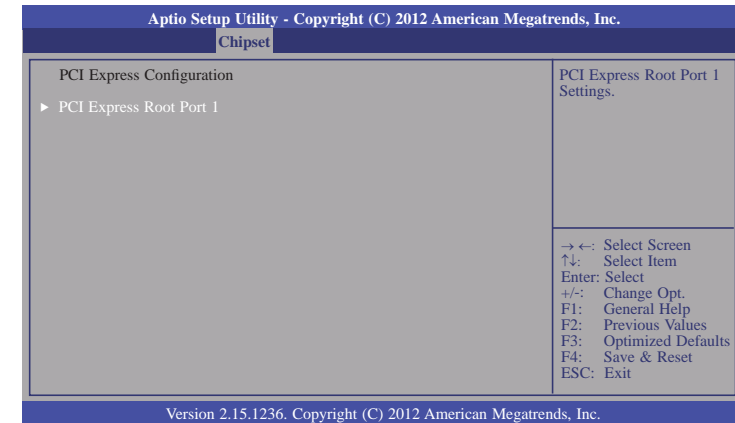 Aptio Setup Utility - Copyright (C) 2012 American Megatrends, Inc.
Chipset
PCI Express Configuration
► PCI Express Root Port 1
PCI Express Root Port 1
Settings.
→ ←: Select Screen
↑↓: Select Item
Enter: Select
+/-: Change Opt.
F1: General Help
F2: Previous Values
F3: Optimized Defaults
F4: Save & Reset
ESC: Exit
Version 2.15.1236. Copyright (C) 2012 American Megatrends, Inc.